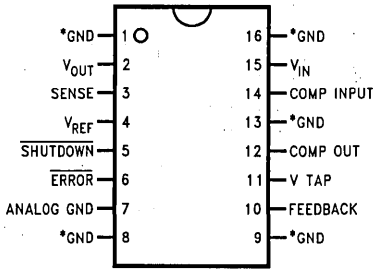 *GND 1 16 *GND
VOUT 2 15 VIN
SENSE 3 14 COMP INPUT
VREF 4 13 *GND
SHUTDOWN 5 12 COMP OUT
ERROR 6 11 V TAP
ANALOG GND 7 10 FEEDBACK
*GND 8 9 *GND